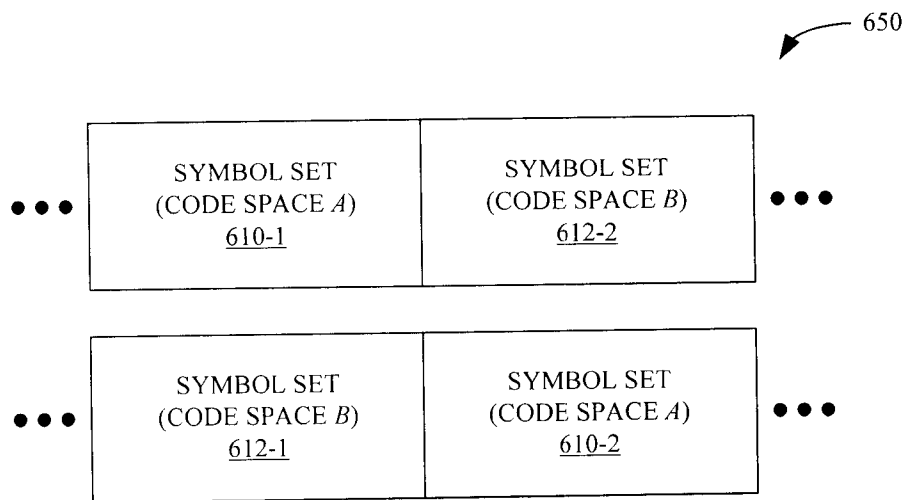 650
SYMBOL SET
(CODE SPACE A)
610-1
SYMBOL SET
(CODE SPACE B)
612-2
SYMBOL SET
(CODE SPACE B)
612-1
SYMBOL SET
(CODE SPACE A)
610-2